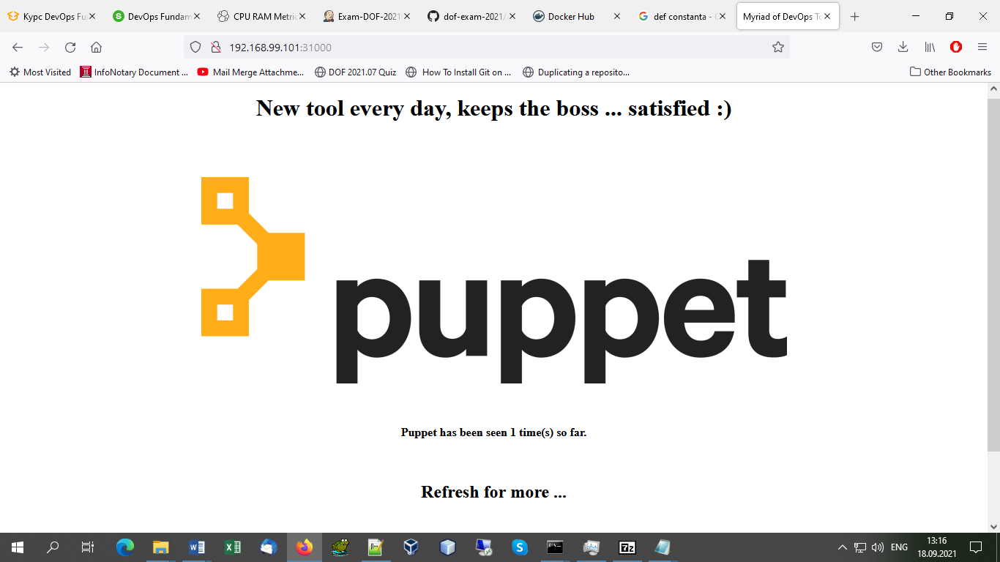 Курс DevOps Fu
DevOps Fundam
CPU RAM Metric
Exam-DOF-2021
dof-exam-2021/
Docker Hub
def constanta - G
Myriad of DevOps To
192.168.99.101:31000
Most Visited
InfoNotary Document ...
Mail Merge Attachme...
DOF 2021.07 Quiz
How To Install Git on ...
Duplicating a reposito...
Other Bookmarks
New tool every day, keeps the boss ... satisfied :)
puppet
Puppet has been seen 1 time(s) so far.
Refresh for more ...
ENG
13:16
18.09.2021